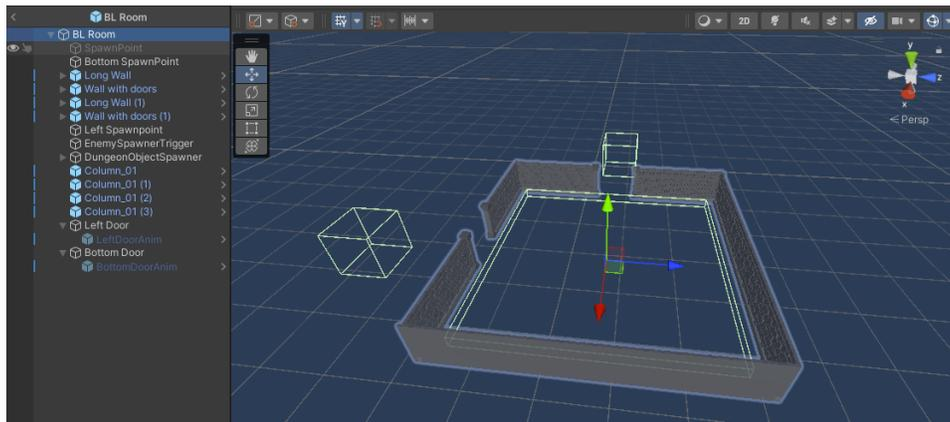 BL Room
BL Room
SpawnPoint
Bottom SpawnPoint
Long Wall
Wall with doors
Long Wall (1)
Wall with doors (1)
Left Spawnpoint
EnemySpawnerTrigger
DungeonObjectSpawner
Column_01
Column_01 (1)
Column_01 (2)
Column_01 (3)
Left Door
LeftDoorAnim
Bottom Door
BottomDoorAnim
2D
y
z
x
Persp